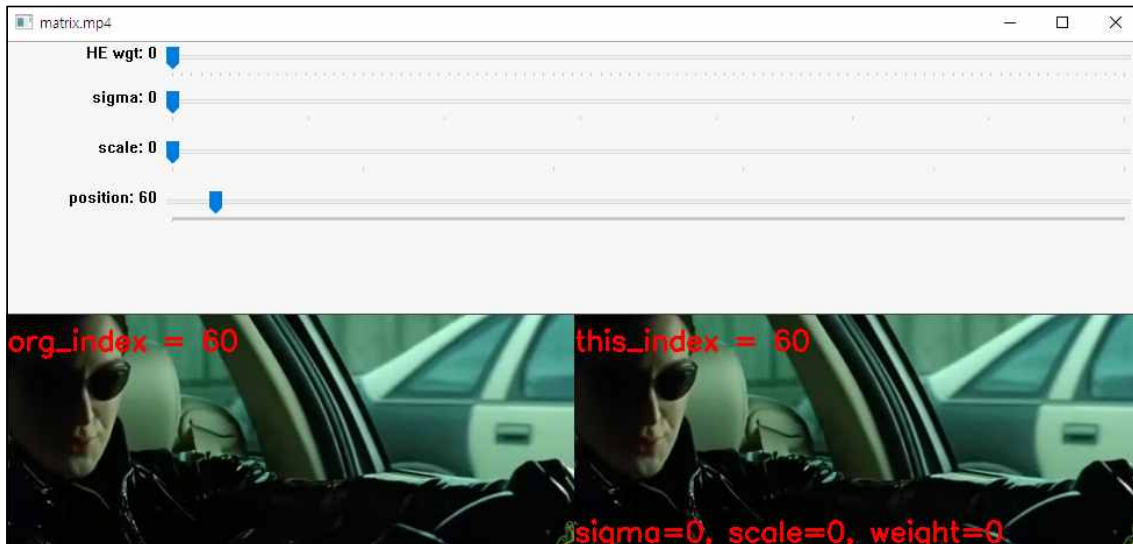 matrix.mp4
HE wgt: 0
sigma: 0
scale: 0
position: 60
org_index = 60
this_index = 60
sigma=0, scale=0, weight=0